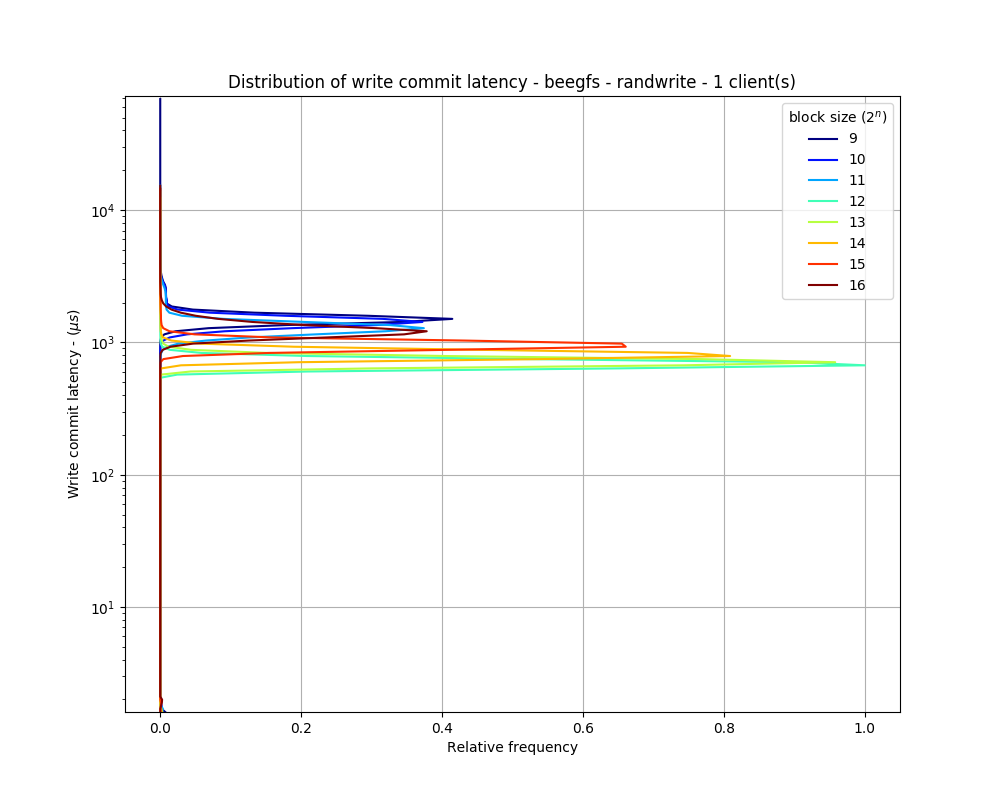 Distribution of write commit latency - beegfs - randwrite - 1 client(s)
block size (2ⁿ)
9
10
11
12
13
14
15
16
Write commit latency - (μs)
10⁴
10³
10²
10¹
0.0 0.2 0.4 0.6 0.8 1.0
Relative frequency